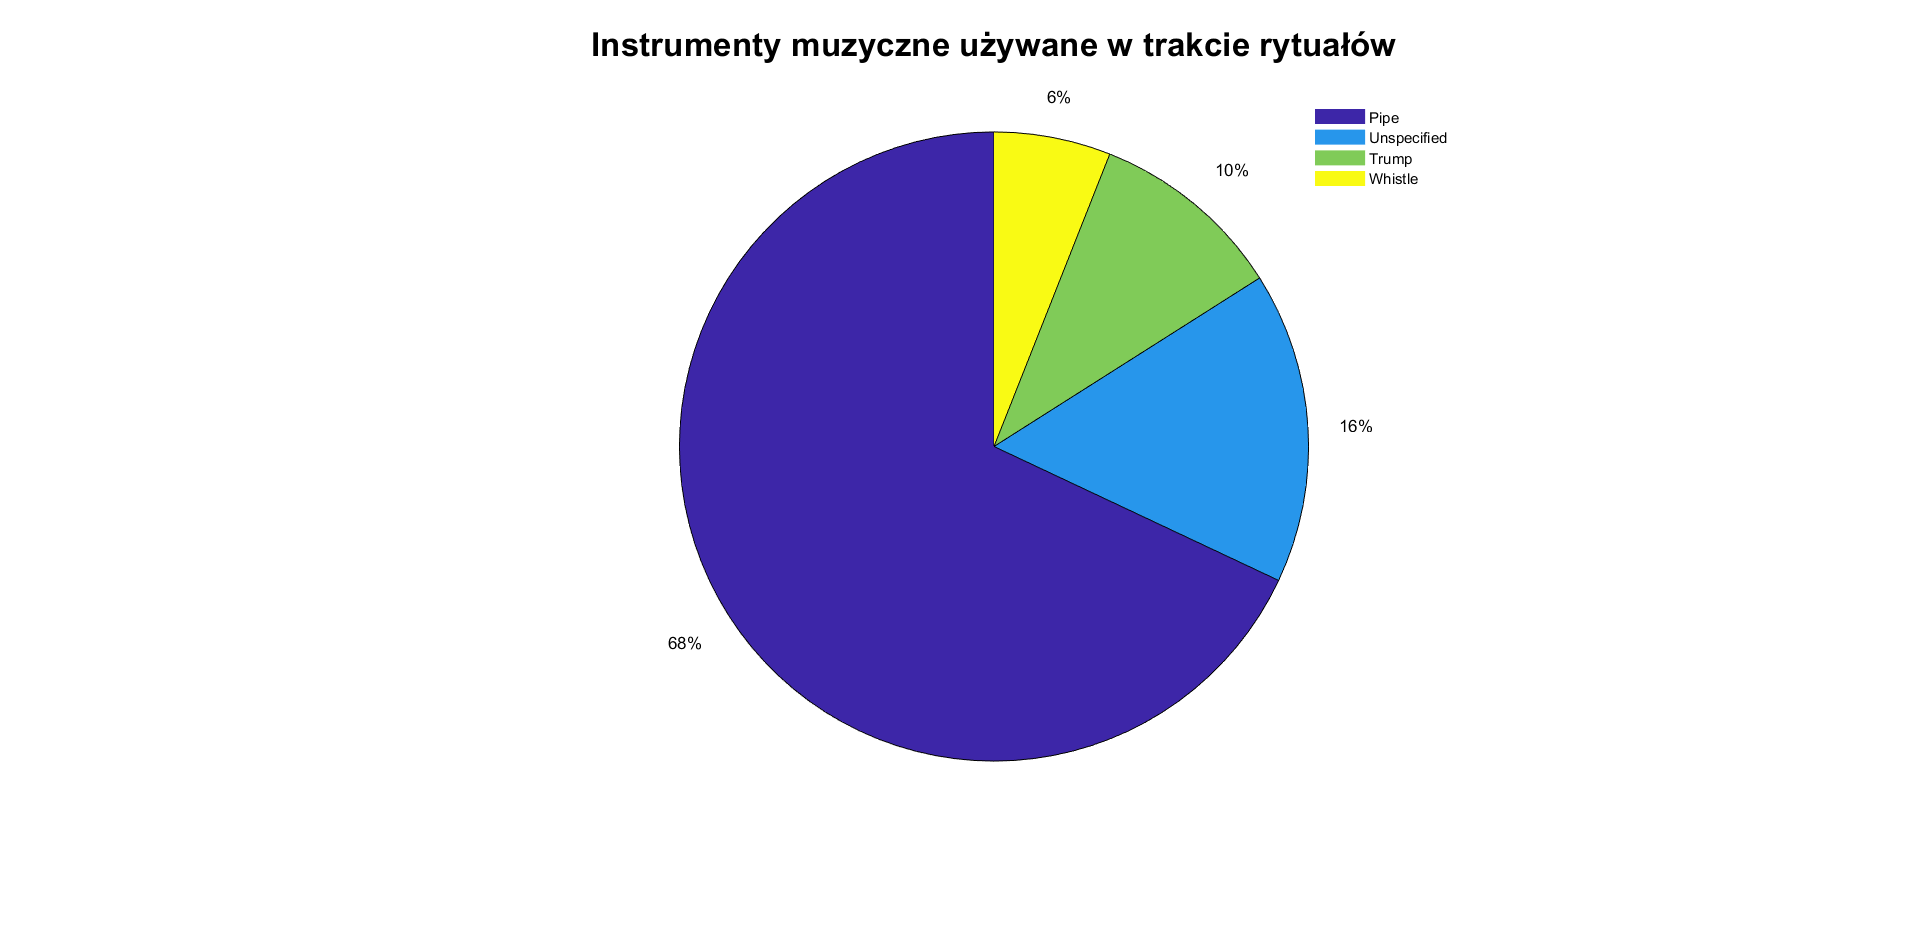 Instrumenty muzyczne używane w trakcie rytuałów
6%
10%
16%
68%
Pipe
Unspecified
Trump
Whistle